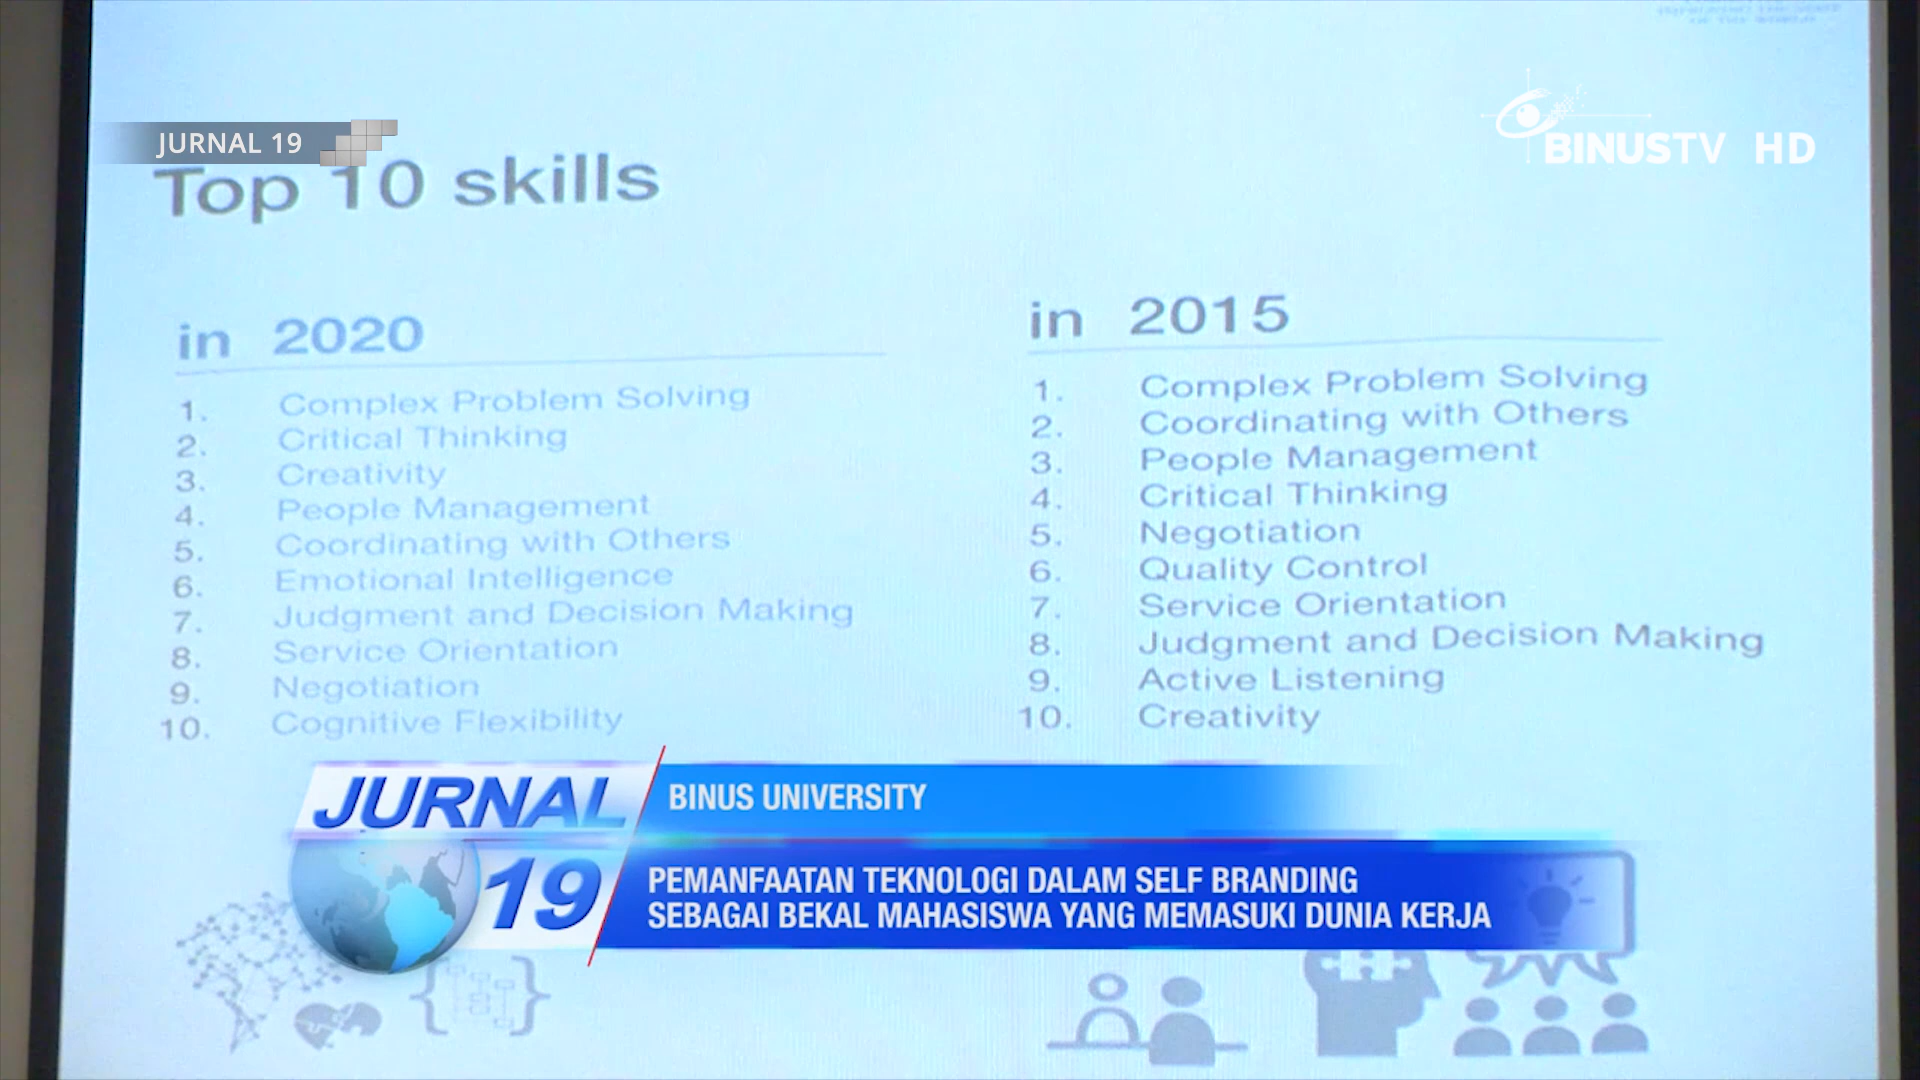 JURNAL 19
BINUSTV HD
Top 10 skills
in 2020
1. Complex Problem Solving
2. Critical Thinking
3. Creativity
4. People Management
5. Coordinating with Others
6. Emotional Intelligence
7. Judgment and Decision Making
8. Service Orientation
9. Negotiation
10. Cognitive Flexibility
in 2015
1. Complex Problem Solving
2. Coordinating with Others
3. People Management
4. Critical Thinking
5. Negotiation
6. Quality Control
7. Service Orientation
8. Judgment and Decision Making
9. Active Listening
10. Creativity
JURNAL
19
BINUS UNIVERSITY
PEMANFAATAN TEKNOLOGI DALAM SELF BRANDING
SEBAGAI BEKAL MAHASISWA YANG MEMASUKI DUNIA KERJA